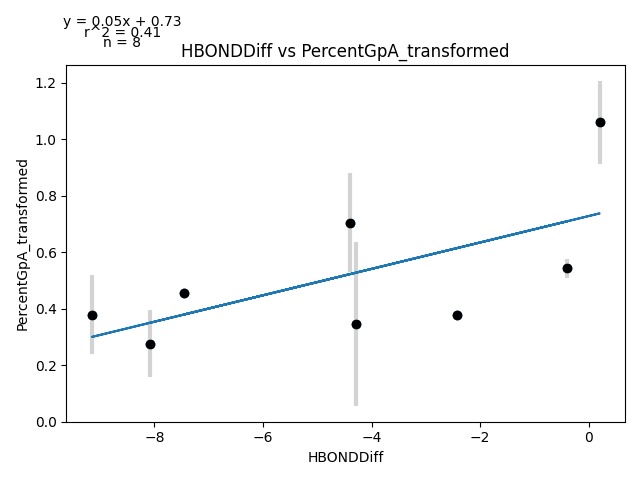 y = 0.05x + 0.73
r^2 = 0.41
n = 8
HBONDDiff vs PercentGpA_transformed
PercentGpA_transformed
1.2
1.0
0.8
0.6
0.4
0.2
0.0
−8
−6
−4
−2
0
HBONDDiff